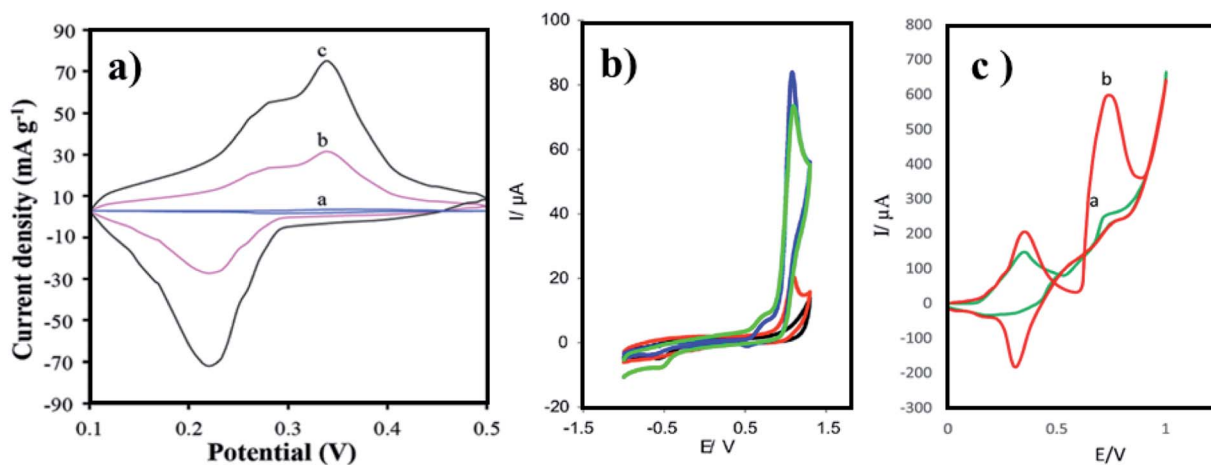 a)
Current density (mA g-1)
90
70
50
30
10
-10
-30
-50
-70
-90
c
b
a
0.1 0.2 0.3 0.4 0.5
Potential (V)
b)
I/ µA
100
80
60
40
20
0
-20
-1.5 -0.5 0.5 1.5
E/ V
c )
I/ µA
800
700
600
500
400
300
200
100
0
-100
-200
-300
b
a
0 0.5 1
E/V